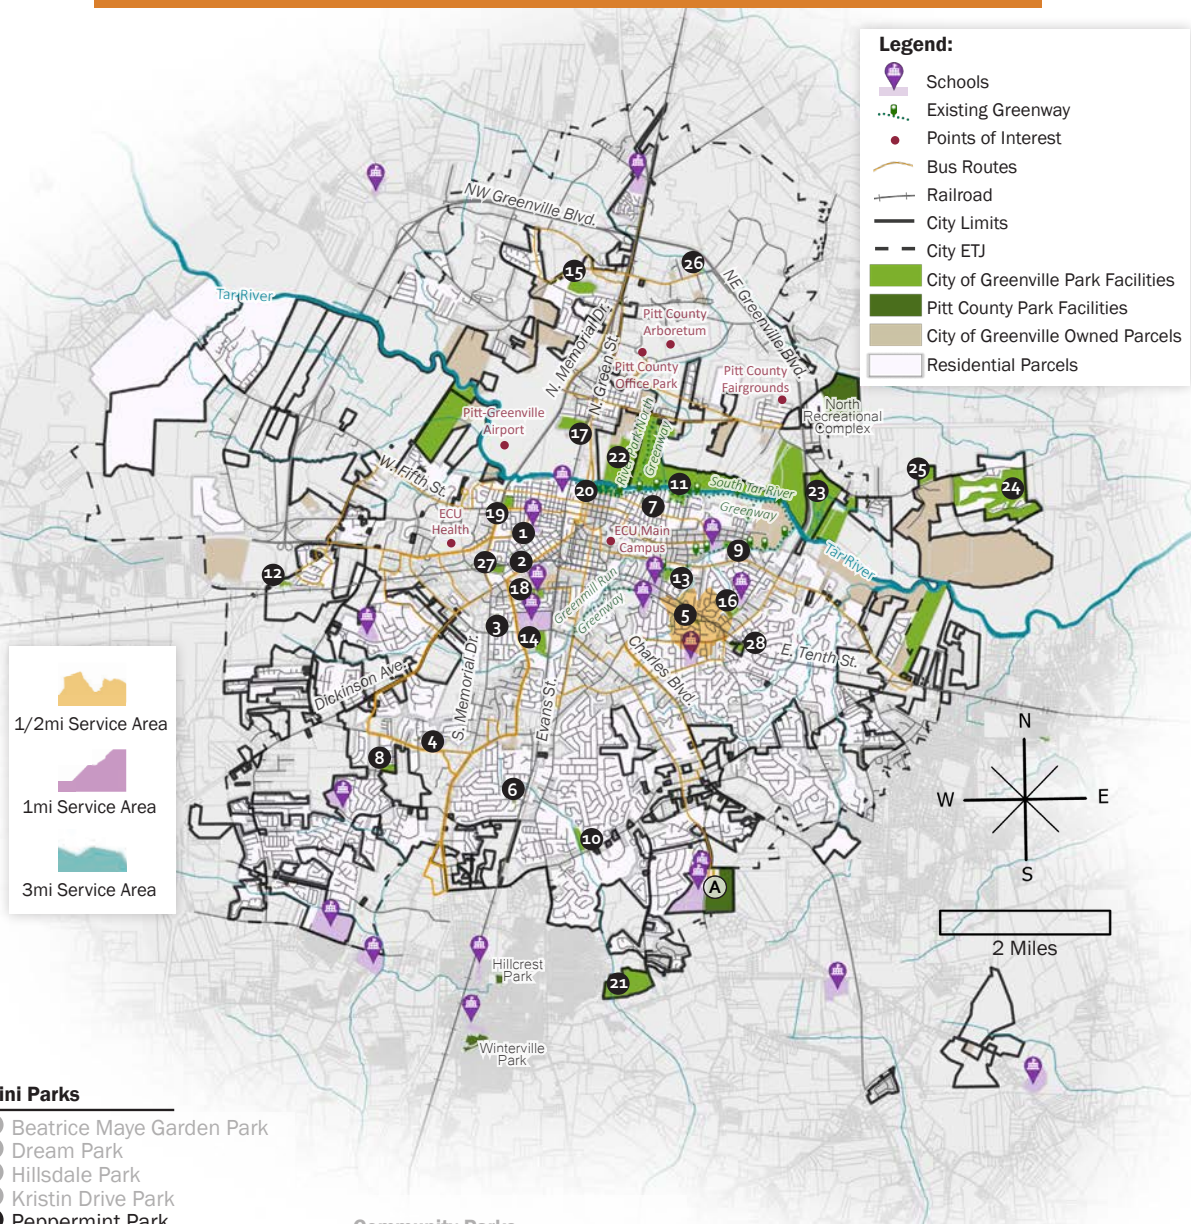 Legend:
Schools
Existing Greenway
Points of Interest
Bus Routes
Railroad
City Limits
City ETJ
City of Greenville Park Facilities
Pitt County Park Facilities
City of Greenville Owned Parcels
Residential Parcels
NW Greenville Blvd.
26
15
NE Greenville Blvd.
Tar River
Pitt County
Arboretum
N. Memorial Dr.
N. Green St.
Pitt County
Office Park
Pitt County
Fairgrounds
North
Recreational
Complex
Pitt-Greenville
Airport
17
River Park North
Greenway
22
W. Fifth St.
25
24
11
South Tar River
Greenway
23
20
7
19
ECU
Health
1
ECU Main
Campus
9
Tar River
27
2
12
13
18
Greenmill Run
Greenway
16
5
3
14
28
E. Tenth St.
Charles Blvd.
Dickinson Ave.
S. Memorial Dr.
Evans St.
1/2mi Service Area
1mi Service Area
3mi Service Area
4
8
6
10
A
N
W
E
S
2 Miles
Hillcrest
Park
21
Winterville
Park
ini Parks
Beatrice Maye Garden Park
Dream Park
Hillsdale Park
Kristin Drive Park
Peppermint Park
Community Parks